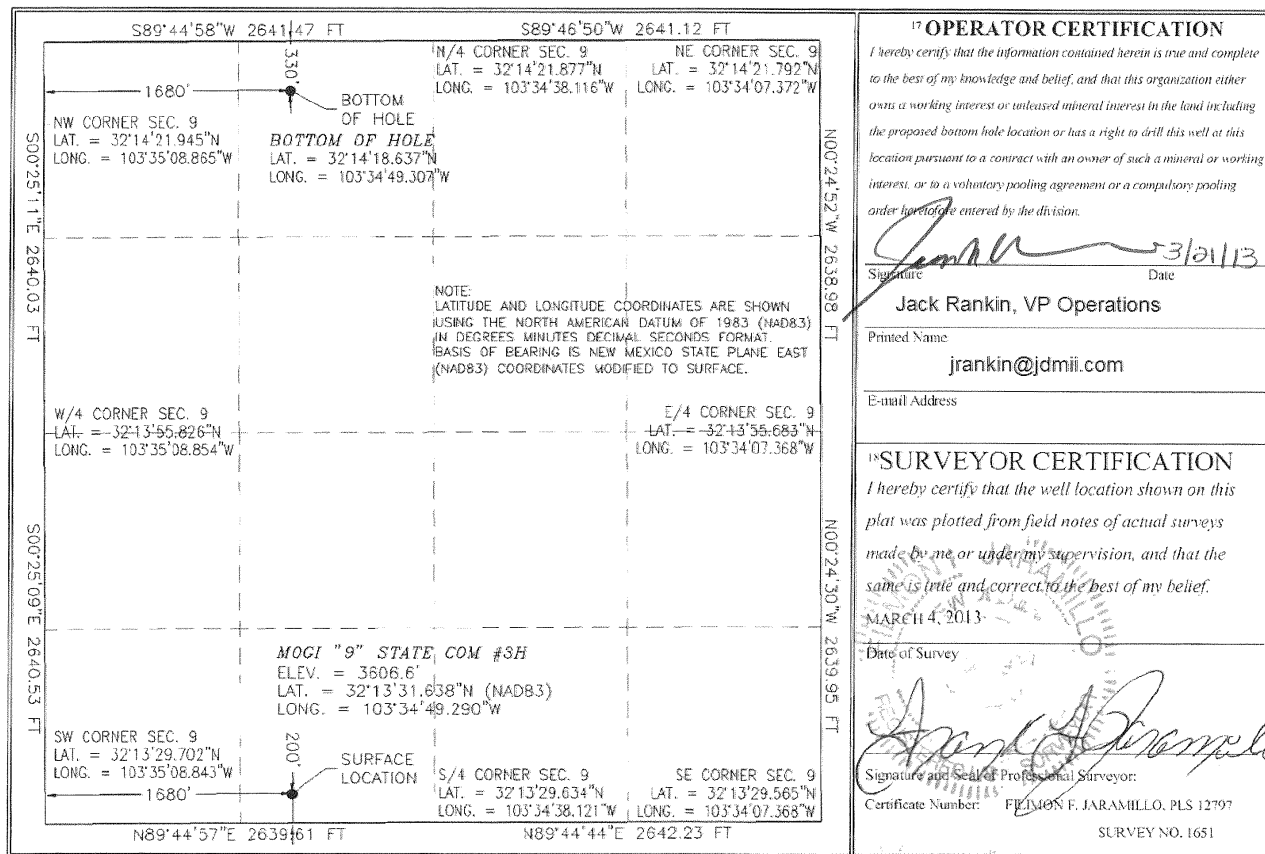 S89°44'58"W 2641.47 FT
S89°46'50"W 2641.12 FT
330'
1680'
BOTTOM
OF HOLE
NW CORNER SEC. 9
LAT. = 32°14'21.945"N
LONG. = 103°35'08.865"W
BOTTOM OF HOLE
LAT. = 32°14'18.637"N
LONG. = 103°34'49.307"W
N/4 CORNER SEC. 9
LAT. = 32°14'21.877"N
LONG. = 103°34'38.116"W
NE CORNER SEC. 9
LAT. = 32°14'21.792"N
LONG. = 103°34'07.372"W
S00°25'11"E 2640.03 FT
N00°24'52"W 2638.98 FT
NOTE:
LATITUDE AND LONGITUDE COORDINATES ARE SHOWN
USING THE NORTH AMERICAN DATUM OF 1983 (NAD83)
IN DEGREES MINUTES DECIMAL SECONDS FORMAT.
BASIS OF BEARING IS NEW MEXICO STATE PLANE EAST
(NAD83) COORDINATES MODIFIED TO SURFACE.
W/4 CORNER SEC. 9
LAT. = 32°13'55.826"N
LONG. = 103°35'08.854"W
E/4 CORNER SEC. 9
LAT. = 32°13'55.683"N
LONG. = 103°34'07.368"W
S00°25'09"E 2640.53 FT
N00°24'30"W 2639.95 FT
MOGI "9" STATE COM #3H
ELEV. = 3606.6'
LAT. = 32°13'31.638"N (NAD83)
LONG. = 103°34'49.290"W
SW CORNER SEC. 9
LAT. = 32°13'29.702"N
LONG. = 103°35'08.843"W
1680'
200'
SURFACE
LOCATION
S/4 CORNER SEC. 9
LAT. = 32°13'29.634"N
LONG. = 103°34'38.121"W
SE CORNER SEC. 9
LAT. = 32°13'29.565"N
LONG. = 103°34'07.368"W
N89°44'57"E 2639.61 FT
N89°44'44"E 2642.23 FT
17 OPERATOR CERTIFICATION
I hereby certify that the information contained herein is true and complete
to the best of my knowledge and belief, and that this organization either
owns a working interest or unleased mineral interest in the land including
the proposed bottom hole location or has a right to drill this well at this
location pursuant to a contract with an owner of such a mineral or working
interest, or to a voluntary pooling agreement or a compulsory pooling
order heretofore entered by the division.
3/21/13
Signature Date
Jack Rankin, VP Operations
Printed Name
jrankin@jdmii.com
E-mail Address
18 SURVEYOR CERTIFICATION
I hereby certify that the well location shown on this
plat was plotted from field notes of actual surveys
made by me or under my supervision, and that the
same is true and correct to the best of my belief.
MARCH 4, 2013
Date of Survey
FILIMON F. JARAMILLO
Signature and Seal of Professional Surveyor:
Certificate Number: FILIMON F. JARAMILLO, PLS 12797
SURVEY NO. 1651